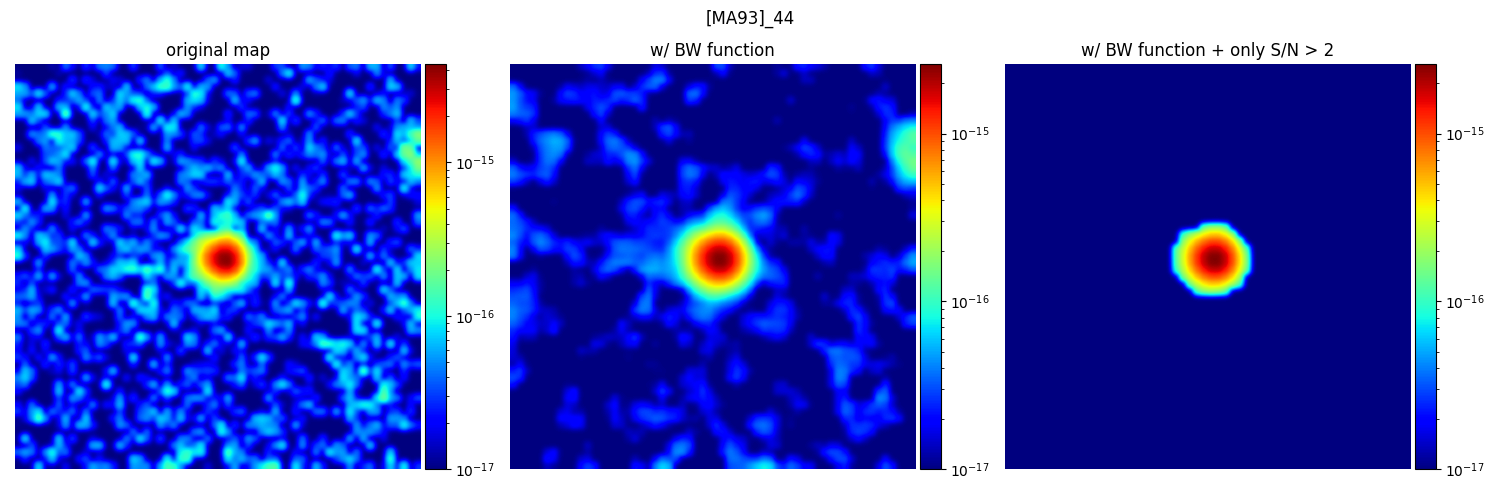 [MA93]_44
original map
w/ BW function
w/ BW function + only S/N > 2
10⁻¹⁵
10⁻¹⁶
10⁻¹⁷
10⁻¹⁵
10⁻¹⁶
10⁻¹⁷
10⁻¹⁵
10⁻¹⁶
10⁻¹⁷